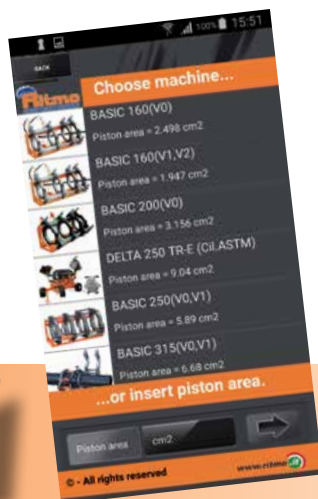 100% 15:51
BACK
Ritmo
Choose machine...
BASIC 160(V0)
Piston area = 2.498 cm2
BASIC 160(V1,V2)
Piston area = 1.947 cm2
BASIC 200(V0)
Piston area = 3.156 cm2
DELTA 250 TR-E (Cil.ASTM)
Piston area = 9.04 cm2
BASIC 250(V0,V1)
Piston area = 5.89 cm2
BASIC 315(V0,V1)
Piston area = 6.68 cm2
...or insert piston area.
Piston area cm2
© - All rights reserved www.ritmo